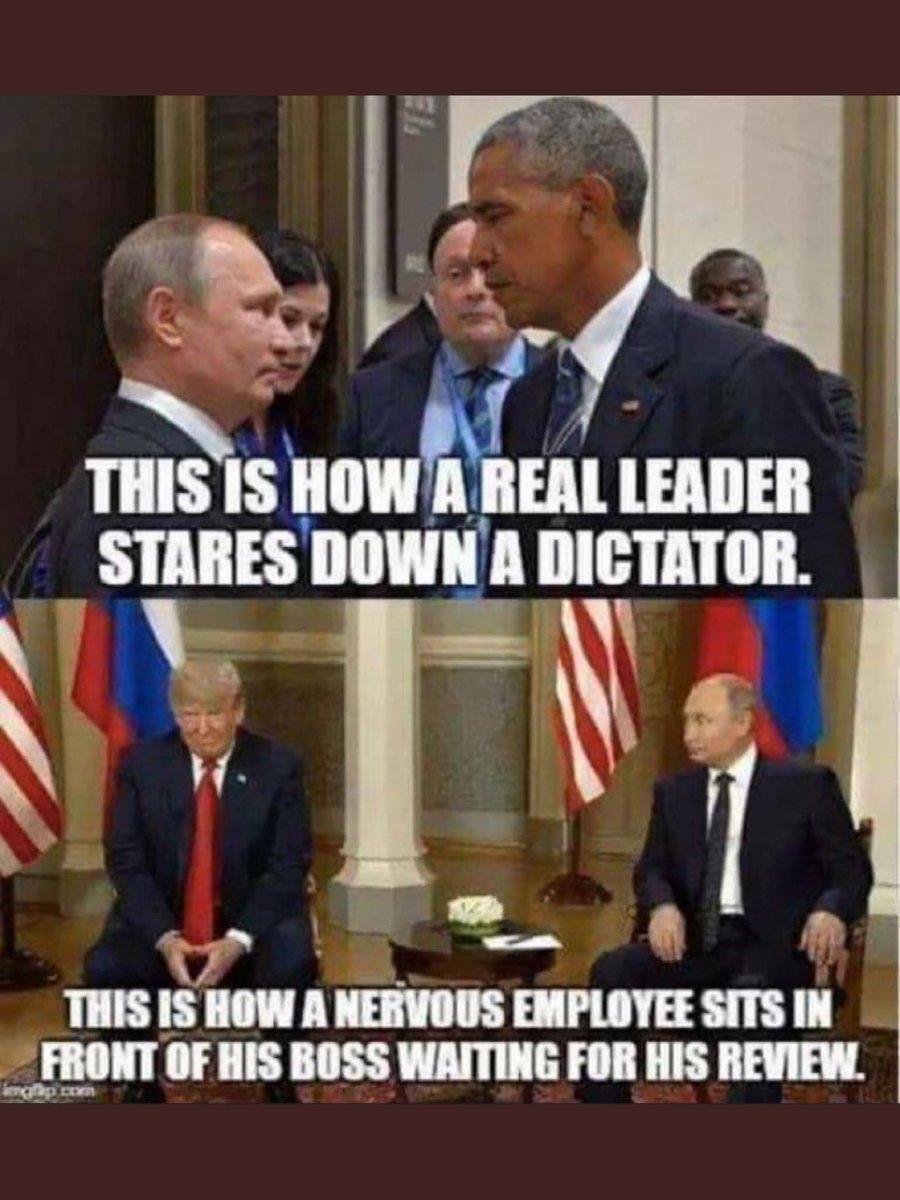 THIS IS HOW A REAL LEADER
STARES DOWN A DICTATOR.
THIS IS HOW A NERVOUS EMPLOYEE SITS IN
FRONT OF HIS BOSS WAITING FOR HIS REVIEW.
imgflip.com